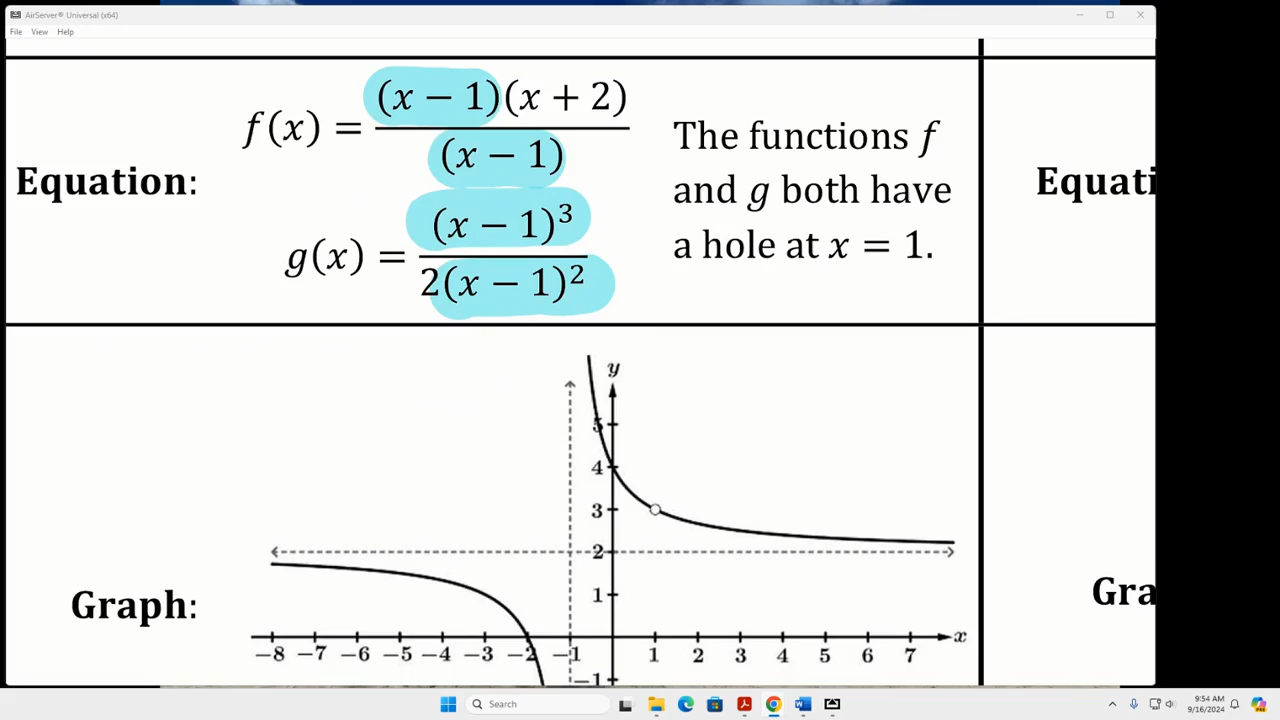 AirServer® Universal (x64)
File View Help
Equation:
f(x) = (x − 1)(x + 2) / (x − 1)
g(x) = (x − 1)³ / 2(x − 1)²
The functions f
and g both have
a hole at x = 1.
Equati
Graph:
y
5
4
3
2
1
−1
−8 −7 −6 −5 −4 −3 −2 −1 1 2 3 4 5 6 7 x
Gra
Search
9:54 AM
9/16/2024